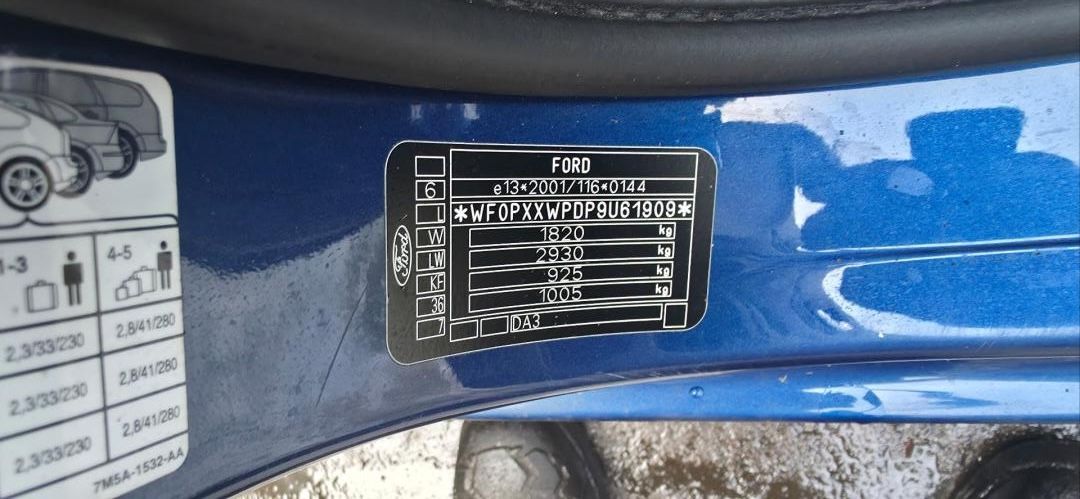 1-3
4-5
2,3/33/230
2,8/41/280
2,3/33/230
2,8/41/280
2,3/33/230
2,8/41/280
7M5A-1532-AA
Ford
6
L
W
LW
KF
36
7
FORD
e13*2001/116*0144
*WF0PXXWPDP9U61909*
1820 kg
2930 kg
925 kg
1005 kg
DA3